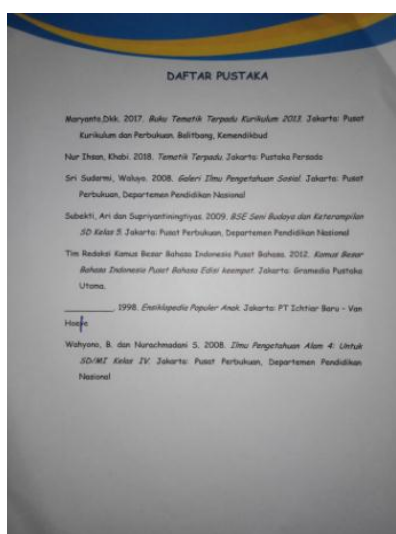 DAFTAR PUSTAKA
Maryanto,Dkk. 2017. Buku Tematik Terpadu Kurikulum 2013. Jakarta: Pusat
Kurikulum dan Perbukuan. Balitbang, Kemendikbud
Nur Ihsan, Khabi. 2018. Tematik Terpadu. Jakarta: Pustaka Persada
Sri Sudarmi, Waluyo. 2008. Galeri Ilmu Pengetahuan Sosial. Jakarta: Pusat
Perbukuan, Departemen Pendidikan Nasional
Subekti, Ari dan Supriyantiningtiyas. 2009. BSE Seni Budaya dan Keterampilan
SD Kelas 5. Jakarta: Pusat Perbukuan, Departemen Pendidikan Nasional
Tim Redaksi Kamus Besar Bahasa Indonesia Pusat Bahasa. 2012. Kamus Besar
Bahasa Indonesia Pusat Bahasa Edisi keempat. Jakarta: Gramedia Pustaka
Utama.
____________, 1998. Ensiklopedia Populer Anak. Jakarta: PT Ichtiar Baru - Van
Wahyono, B. dan Nurachmadani S. 2008. Ilmu Pengetahuan Alam 4: Untuk
SD/MI Kelas IV. Jakarta: Pusat Perbukuan, Departemen Pendidikan
Nasional